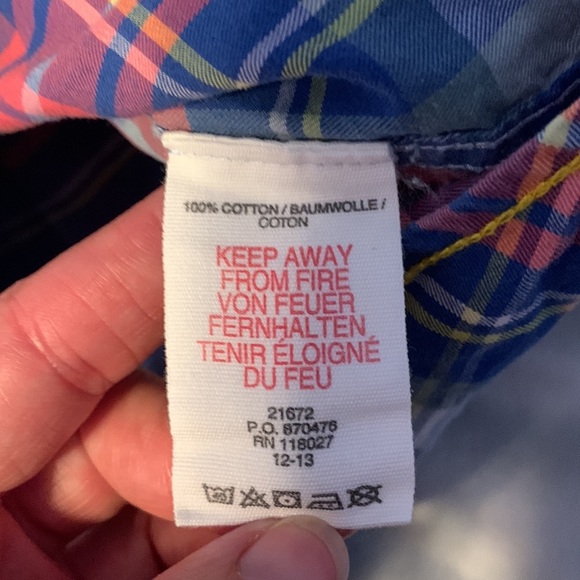 100% COTTON / BAUMWOLLE /
COTON
KEEP AWAY
FROM FIRE
VON FEUER
FERNHALTEN
TENIR ÉLOIGNÉ
DU FEU
21672
P.O. 870476
RN 118027
12-13